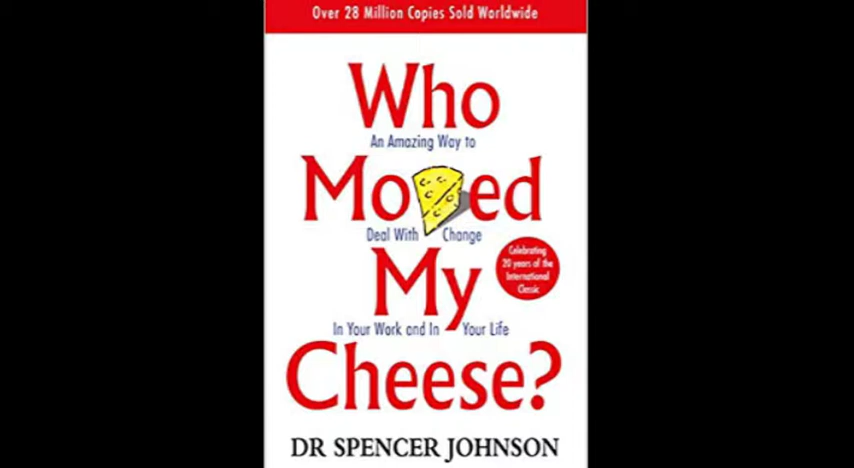 Over 28 Million Copies Sold Worldwide
Who
An Amazing Way to
Moved
Deal With Change
Celebrating
20 years of the
International
Classic
My
In Your Work and In Your Life
Cheese?
DR SPENCER JOHNSON